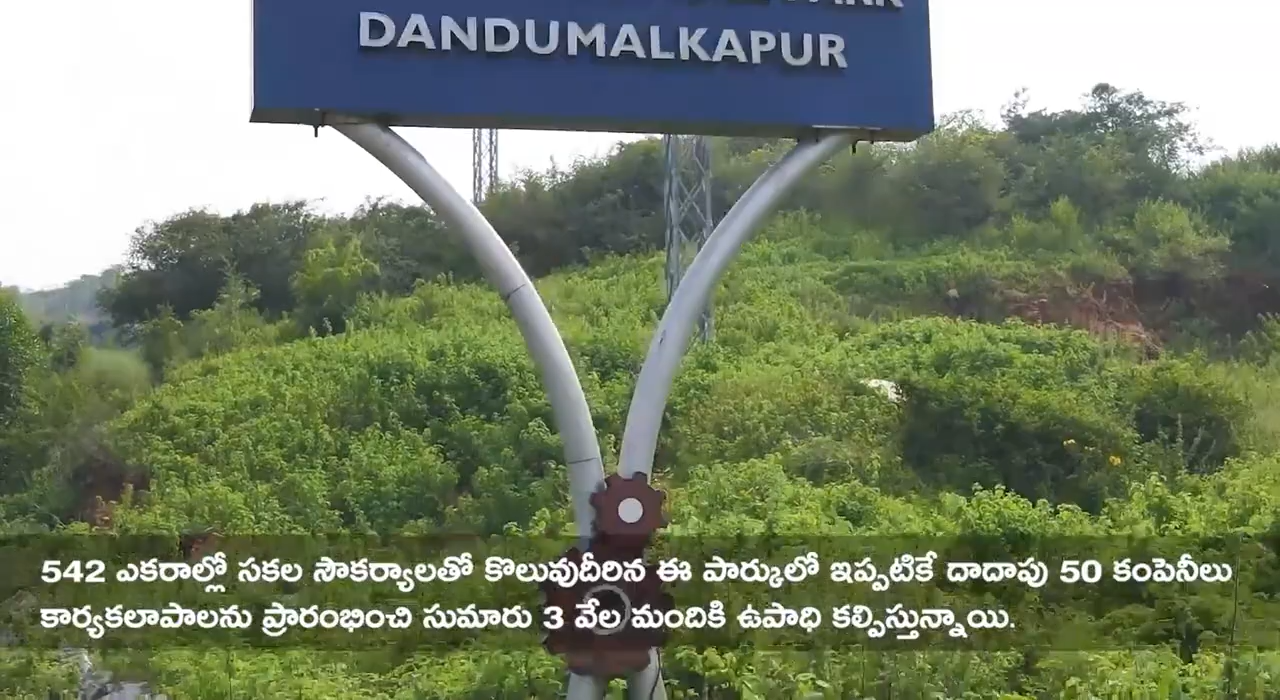 DANDUMALKAPUR
542 ఎకరాల్లో సకల సౌకర్యాలతో కొలువుదీరిన ఈ పార్కులో ఇప్పటికే దాదాపు 50 కంపెనీలు
కార్యకలాపాలను ప్రారంభించి సుమారు 3 వేల మందికి ఉపాధి కల్పిస్తున్నాయి.